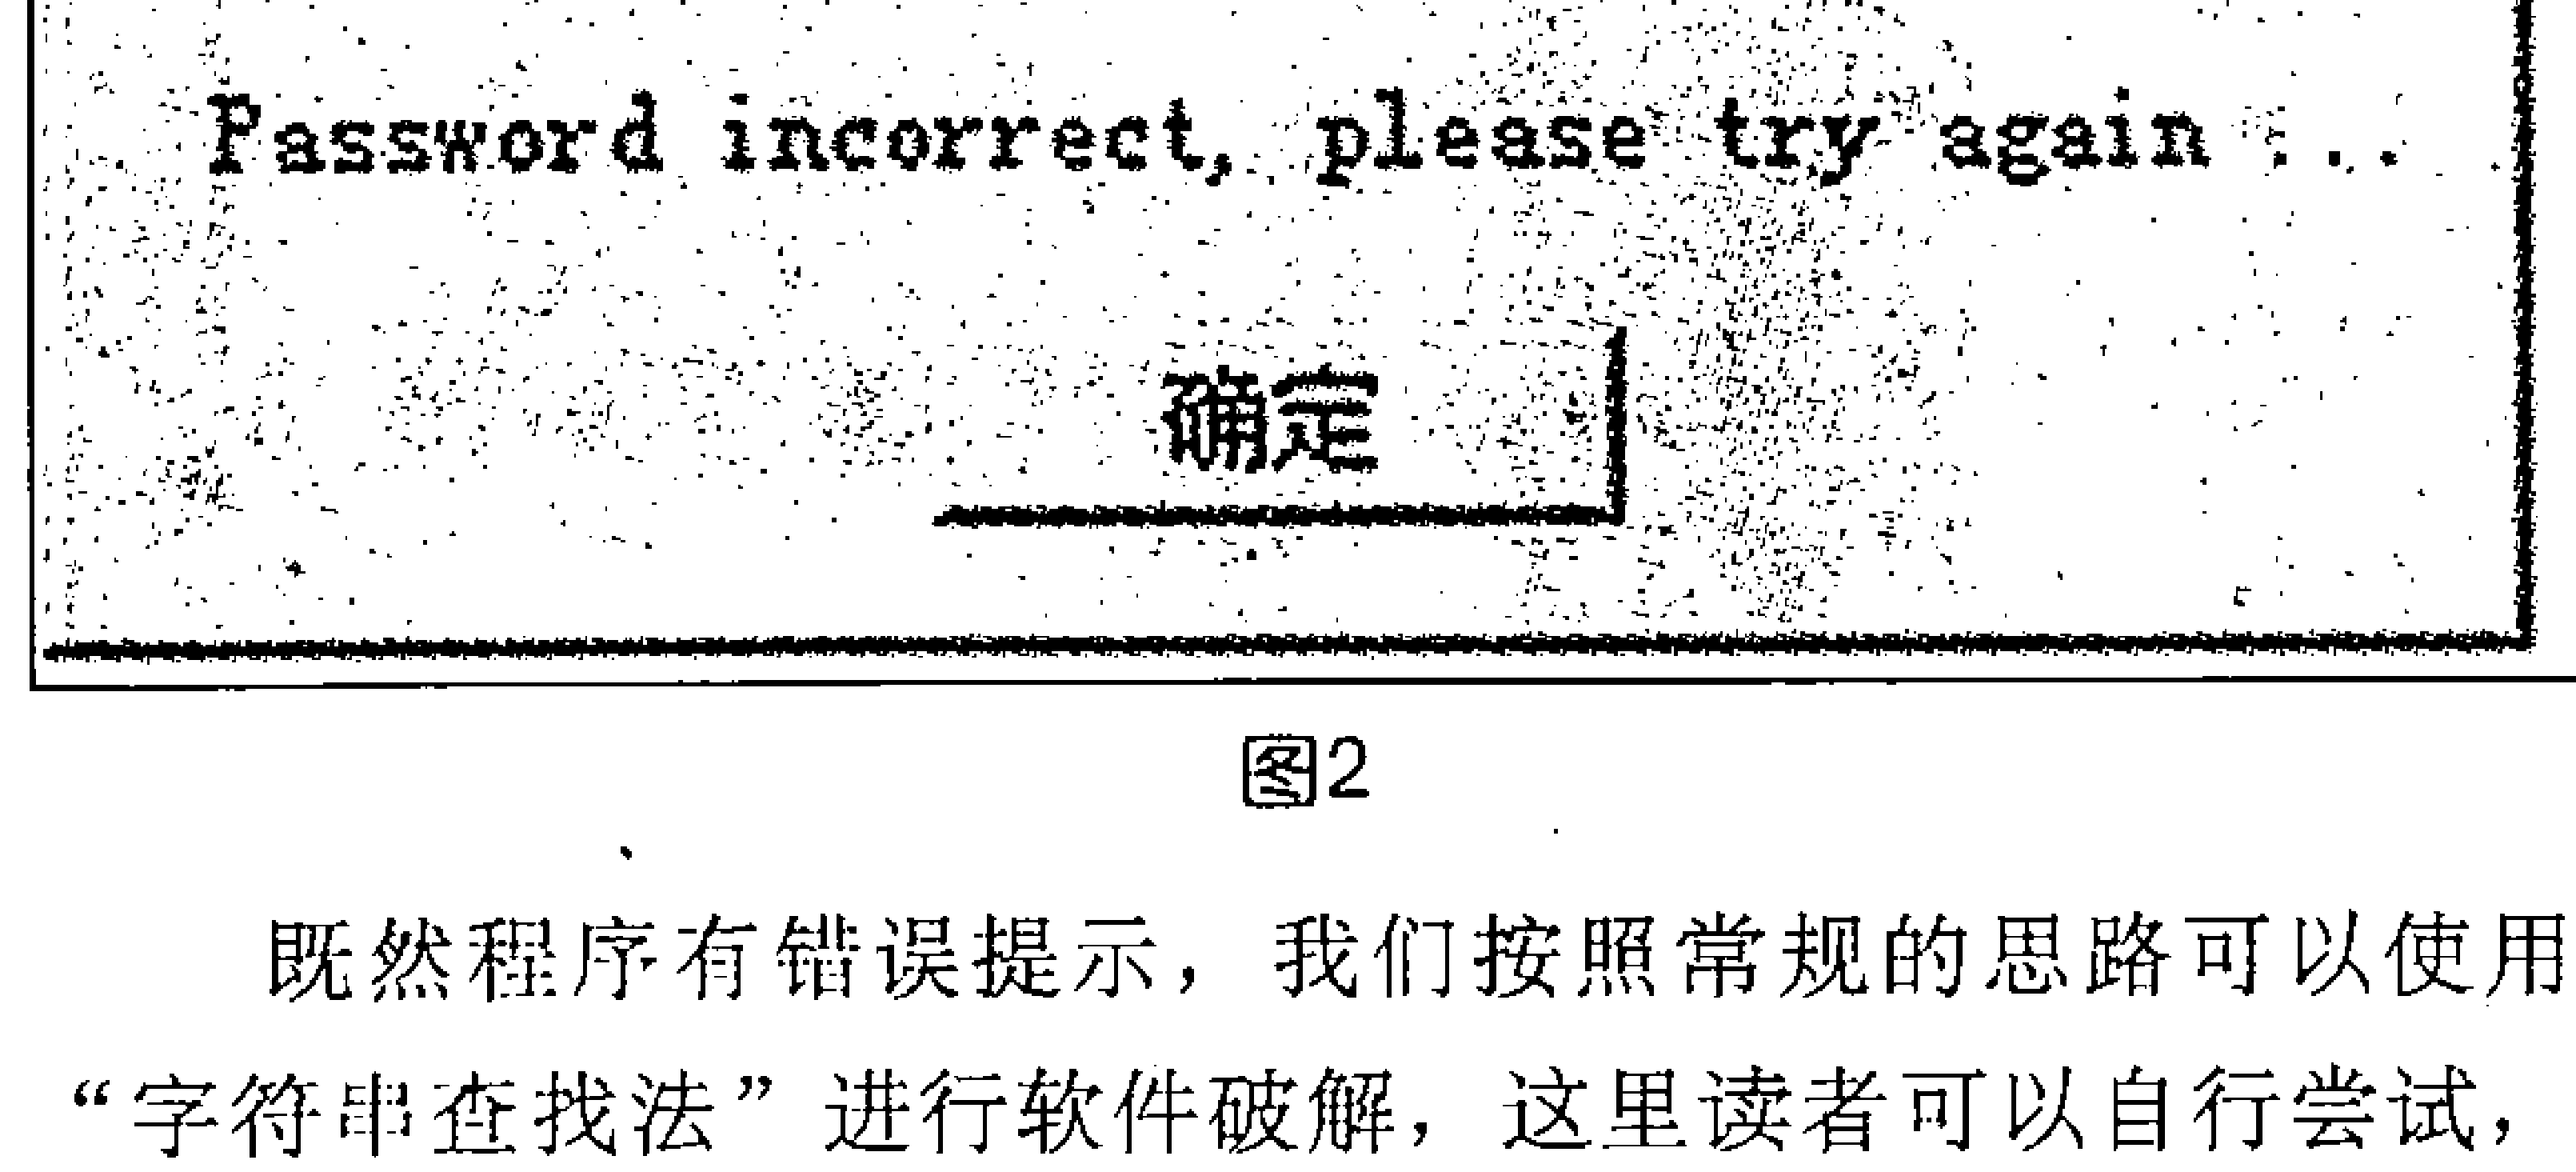 Password incorrect, please try again ...
确定
图2
既然程序有错误提示，我们按照常规的思路可以使用
“字符串查找法”进行软件破解，这里读者可以自行尝试，